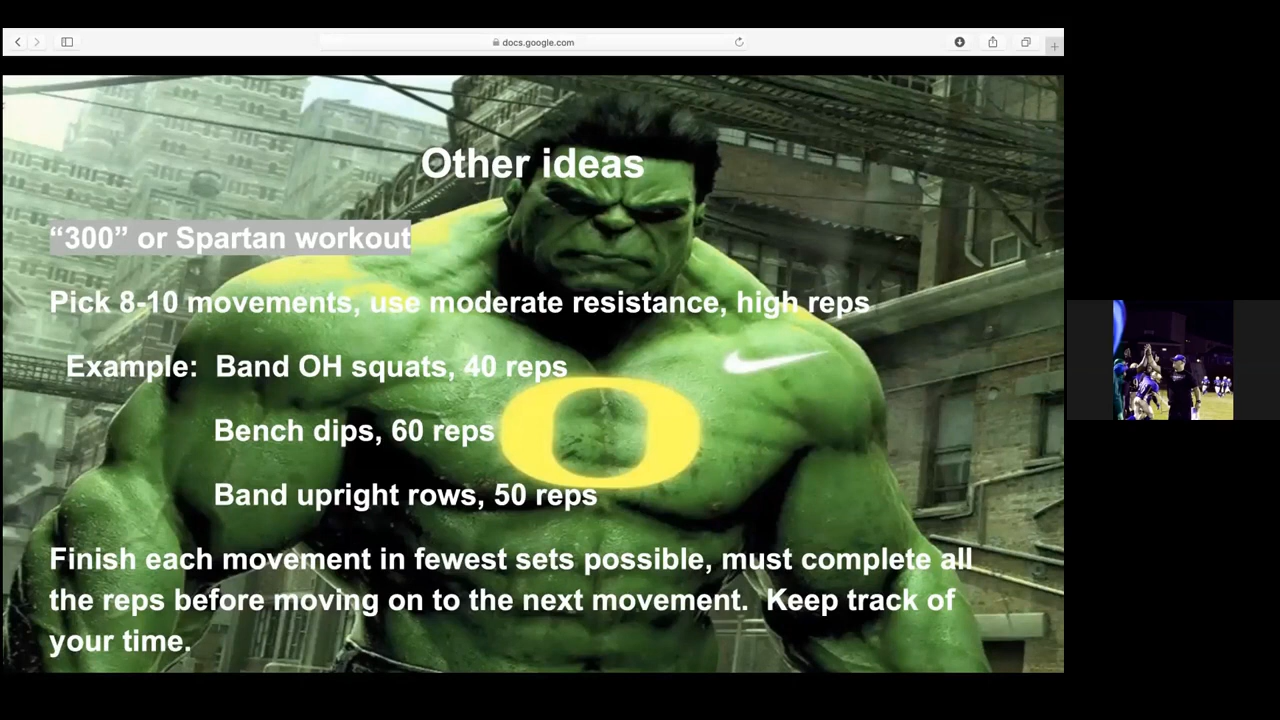 docs.google.com
Other ideas
“300” or Spartan workout
Pick 8-10 movements, use moderate resistance, high reps
Example: Band OH squats, 40 reps
Bench dips, 60 reps
Band upright rows, 50 reps
Finish each movement in fewest sets possible, must complete all
the reps before moving on to the next movement. Keep track of
your time.